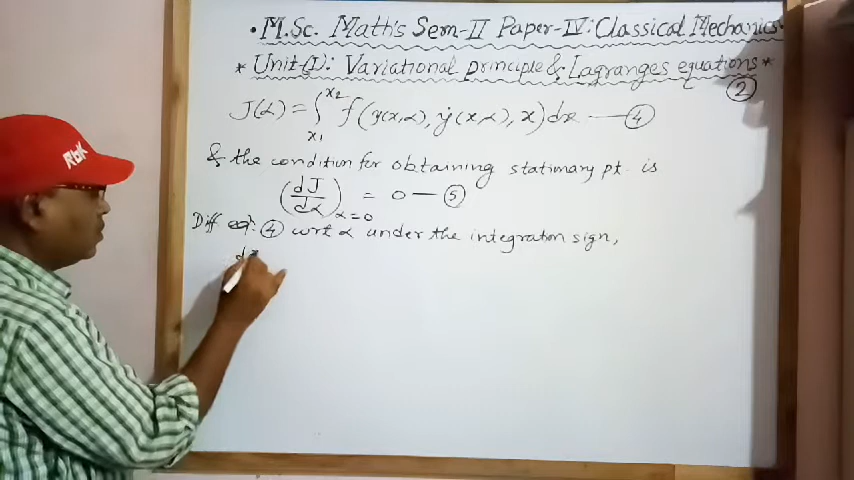 • M.Sc. Math's Sem-II Paper-IV: Classical Mechanics •
* Unit-(I): Variational principle & Lagranges equations *
②
J(α) = ∫_{x₁}^{x₂} f(y(x,α), ẏ(x,α), x)dx — ④
& the condition for obtaining stationary pt. is
(dJ/dα)_{α=0} = 0 — ⑤
Diff eqⁿ. ④ wrt α under the integration sign,
d
RK